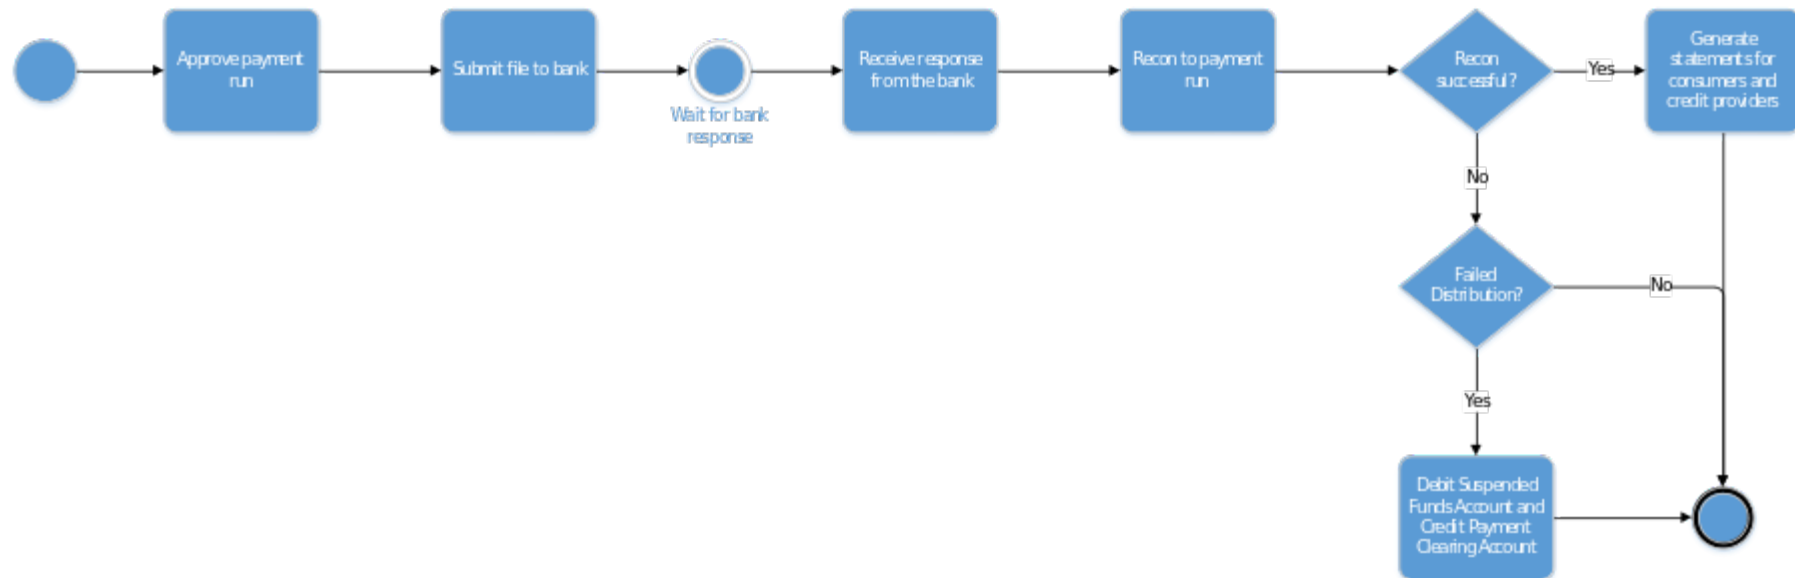 Approve payment
run
Submit file to bank
Wait for bank
response
Receive response
from the bank
Recon to payment
run
Recon
successful?
Yes
Generate
statements for
consumers and
credit providers
No
Failed
Distribution?
No
Yes
Debit Suspended
Funds Account and
Credit Payment
Clearing Account